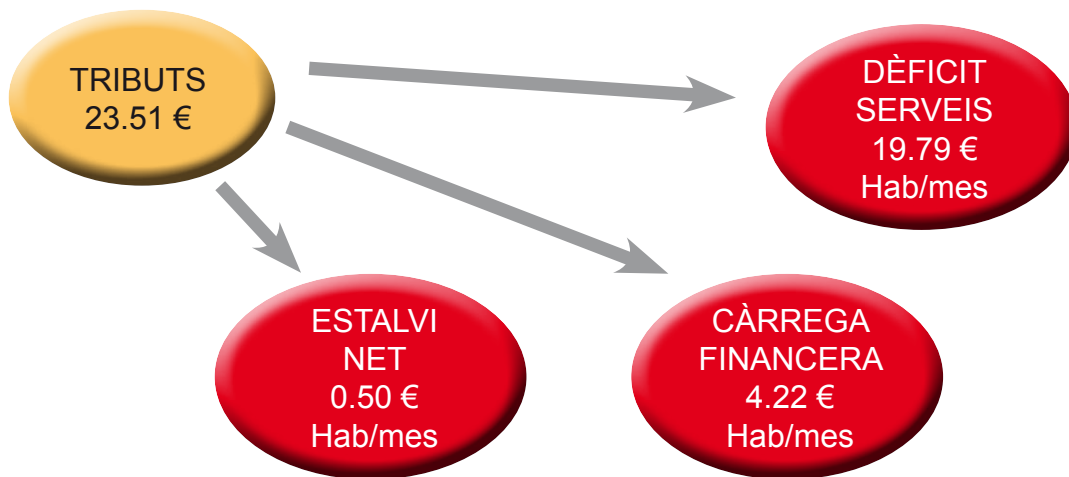 TRIBUTS
23.51 €
DÈFICIT
SERVEIS
19.79 €
Hab/mes
ESTALVI
NET
0.50 €
Hab/mes
CÀRREGA
FINANCERA
4.22 €
Hab/mes